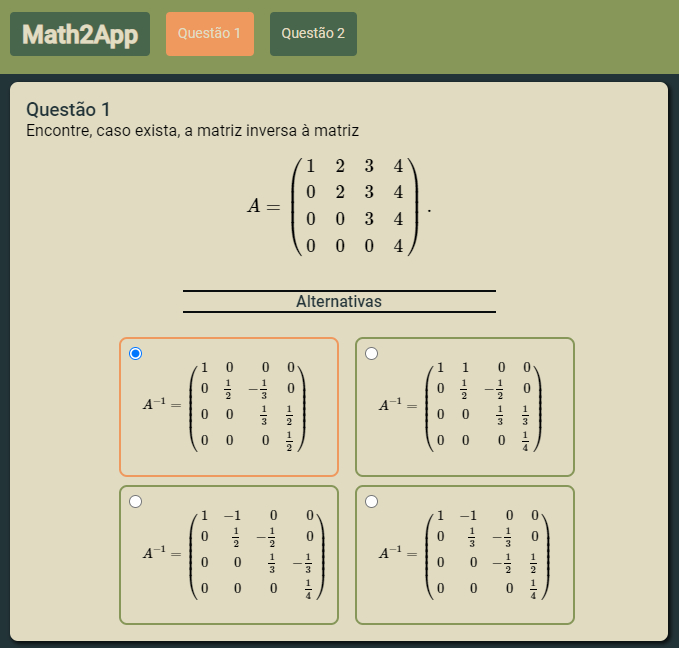 Math2App Questão 1 Questão 2
Questão 1
Encontre, caso exista, a matriz inversa à matriz
A = \begin{pmatrix} 1 & 2 & 3 & 4 \\ 0 & 2 & 3 & 4 \\ 0 & 0 & 3 & 4 \\ 0 & 0 & 0 & 4 \end{pmatrix}.
Alternativas
A^{-1} = \begin{pmatrix} 1 & 0 & 0 & 0 \\ 0 & \frac{1}{2} & -\frac{1}{3} & 0 \\ 0 & 0 & \frac{1}{3} & \frac{1}{2} \\ 0 & 0 & 0 & \frac{1}{2} \end{pmatrix}
A^{-1} = \begin{pmatrix} 1 & 1 & 0 & 0 \\ 0 & \frac{1}{2} & -\frac{1}{2} & 0 \\ 0 & 0 & \frac{1}{3} & \frac{1}{3} \\ 0 & 0 & 0 & \frac{1}{4} \end{pmatrix}
A^{-1} = \begin{pmatrix} 1 & -1 & 0 & 0 \\ 0 & \frac{1}{2} & -\frac{1}{2} & 0 \\ 0 & 0 & \frac{1}{3} & -\frac{1}{3} \\ 0 & 0 & 0 & \frac{1}{4} \end{pmatrix}
A^{-1} = \begin{pmatrix} 1 & -1 & 0 & 0 \\ 0 & \frac{1}{3} & -\frac{1}{3} & 0 \\ 0 & 0 & -\frac{1}{2} & \frac{1}{2} \\ 0 & 0 & 0 & \frac{1}{4} \end{pmatrix}